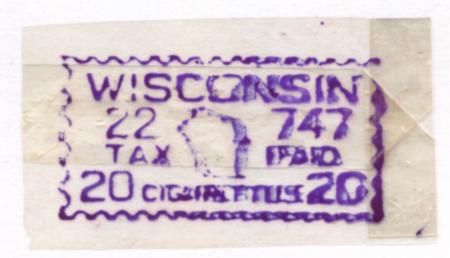 WISCONSIN
22 747
TAX PAID
20 CIGARETTES 20